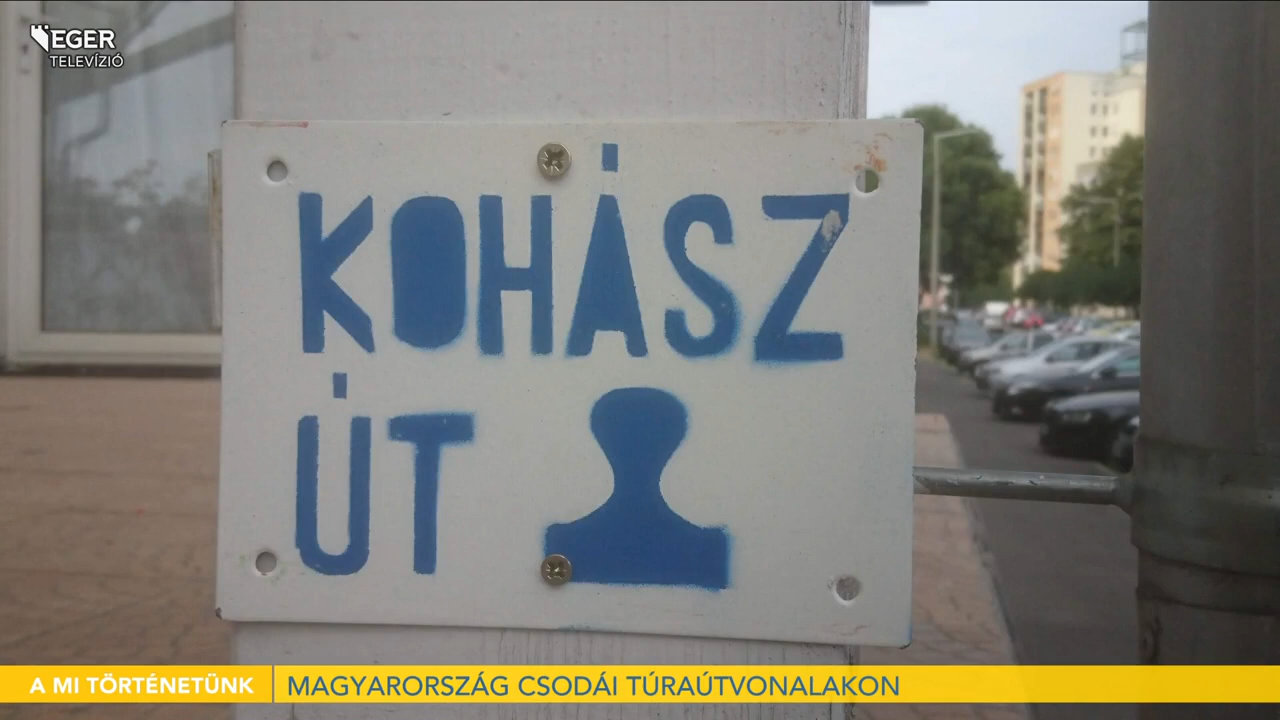 EGER
TELEVÍZIÓ
KOHÁSZ
ÚT
A MI TÖRTÉNETÜNK
MAGYARORSZÁG CSODÁI TÚRAÚTVONALAKON